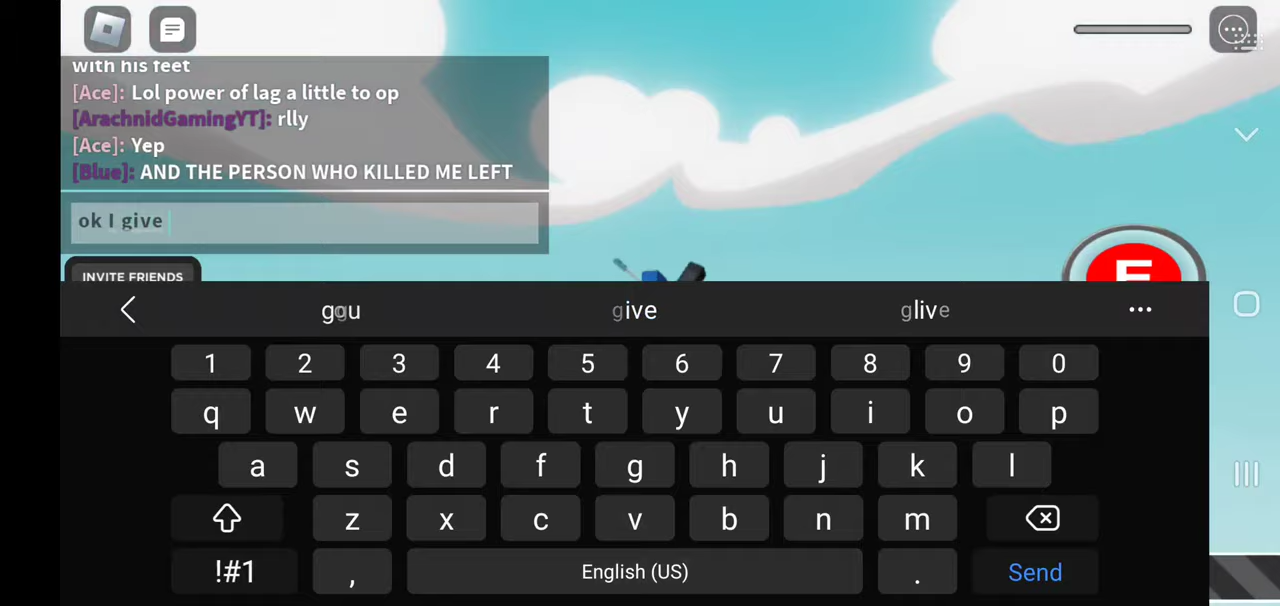 with his feet
[Ace]: Lol power of lag a little to op
[ArachnidGamingYT]: rlly
[Ace]: Yep
[Blue]: AND THE PERSON WHO KILLED ME LEFT
ok I give
INVITE FRIENDS
E
give
1 2 3 4 5 6 7 8 9 0
q w e r t y u i o p
a s d f g h j k l
z x c v b n m
!#1 , English (US) . Send